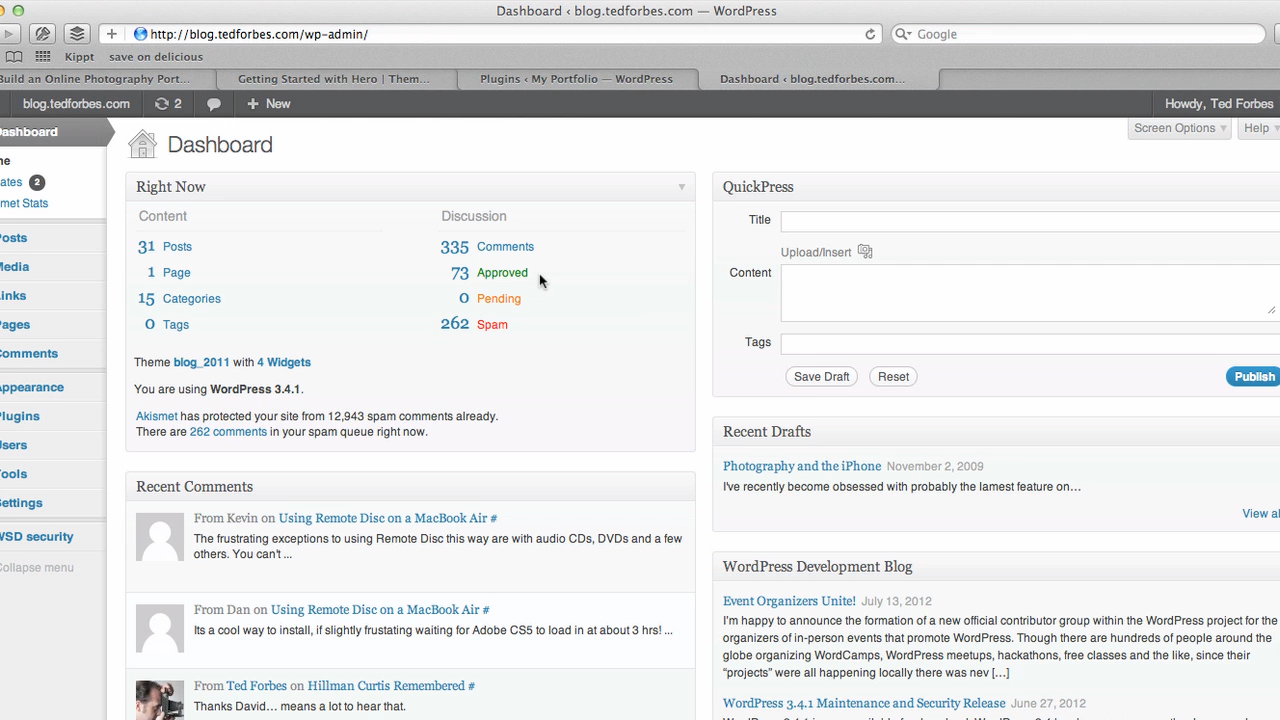 Dashboard ‹ blog.tedforbes.com — WordPress
http://blog.tedforbes.com/wp-admin/
Google
Kippt
save on delicious
Build an Online Photography Port...
Getting Started with Hero | Them...
Plugins ‹ My Portfolio — WordPress
Dashboard ‹ blog.tedforbes.com...
blog.tedforbes.com
2
New
Howdy, Ted Forbes
Screen Options
Help
Dashboard
me
ates 2
met Stats
Posts
Media
Links
Pages
Comments
Appearance
Plugins
Users
Tools
Settings
WSD security
Collapse menu
Dashboard
Right Now
Content
31 Posts
1 Page
15 Categories
0 Tags
Discussion
335 Comments
73 Approved
0 Pending
262 Spam
Theme blog_2011 with 4 Widgets
You are using WordPress 3.4.1.
Akismet has protected your site from 12,943 spam comments already.
There are 262 comments in your spam queue right now.
Recent Comments
From Kevin on Using Remote Disc on a MacBook Air #
The frustrating exceptions to using Remote Disc this way are with audio CDs, DVDs and a few
others. You can't ...
From Dan on Using Remote Disc on a MacBook Air #
Its a cool way to install, if slightly frustating waiting for Adobe CS5 to load in at about 3 hrs! ...
From Ted Forbes on Hillman Curtis Remembered #
Thanks David... means a lot to hear that.
QuickPress
Title
Upload/Insert
Content
Tags
Save Draft
Reset
Publish
Recent Drafts
Photography and the iPhone November 2, 2009
I've recently become obsessed with probably the lamest feature on...
View al
WordPress Development Blog
Event Organizers Unite! July 13, 2012
I'm happy to announce the formation of a new official contributor group within the WordPress project for the
organizers of in-person events that promote WordPress. Though there are hundreds of people around the
globe organizing WordCamps, WordPress meetups, hackathons, free classes and the like, since their
"projects" were all happening locally there was nev [...]
WordPress 3.4.1 Maintenance and Security Release June 27, 2012